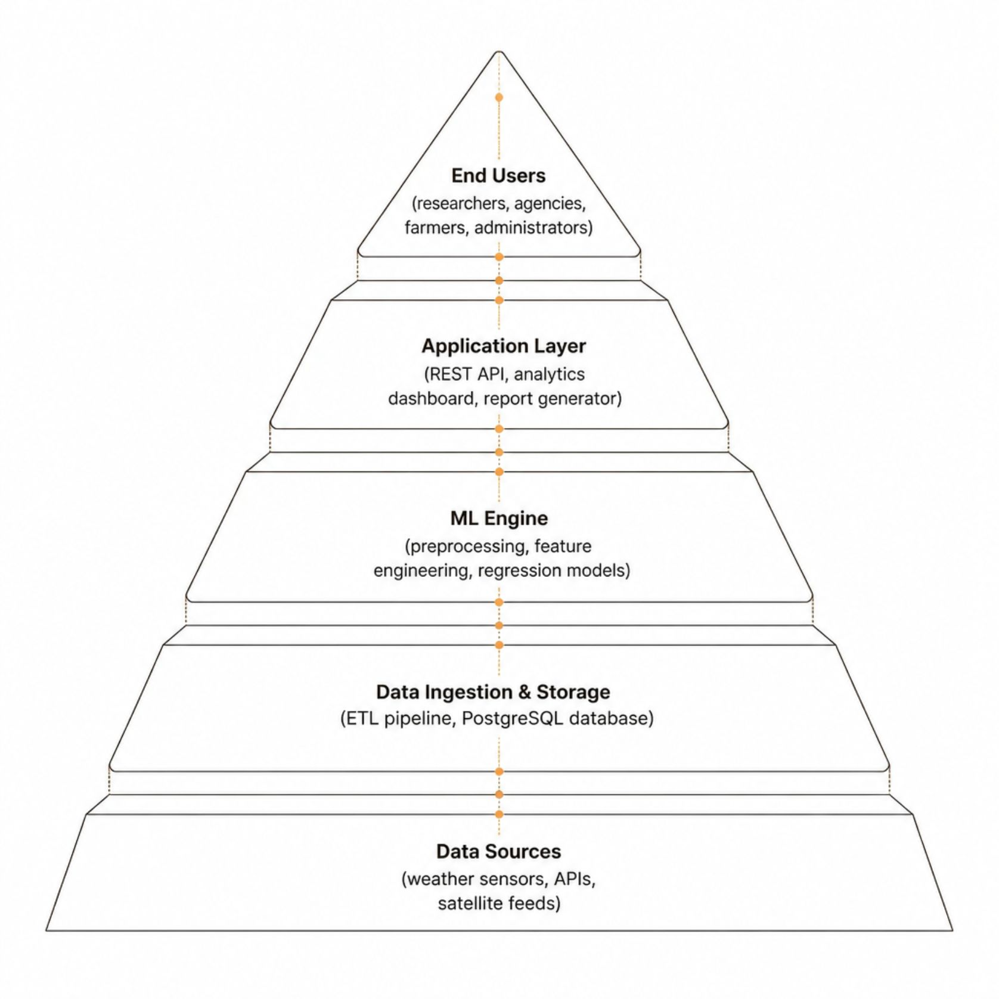 End Users
(researchers, agencies,
farmers, administrators)
Application Layer
(REST API, analytics
dashboard, report generator)
ML Engine
(preprocessing, feature
engineering, regression models)
Data Ingestion & Storage
(ETL pipeline, PostgreSQL database)
Data Sources
(weather sensors, APIs,
satellite feeds)